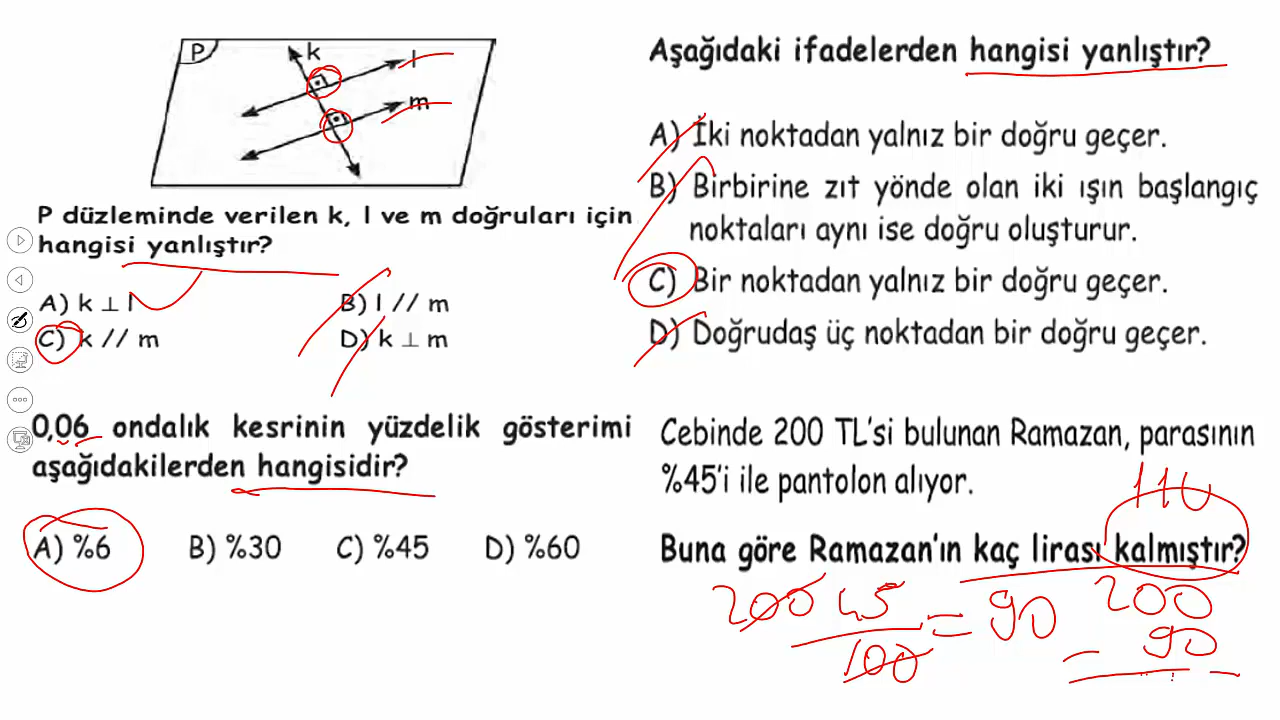 P
k
l
m
P düzleminde verilen k, l ve m doğruları için
hangisi yanlıştır?
A) k ⊥ l
B) l // m
C) k // m
D) k ⊥ m
0,06 ondalık kesrinin yüzdelik gösterimi
aşağıdakilerden hangisidir?
A) %6
B) %30
C) %45
D) %60
Aşağıdaki ifadelerden hangisi yanlıştır?
A) İki noktadan yalnız bir doğru geçer.
B) Birbirine zıt yönde olan iki ışın başlangıç
noktaları aynı ise doğru oluşturur.
C) Bir noktadan yalnız bir doğru geçer.
D) Doğrudaş üç noktadan bir doğru geçer.
Cebinde 200 TL'si bulunan Ramazan, parasının
%45'i ile pantolon alıyor.
110
Buna göre Ramazan'ın kaç lirası kalmıştır?
200 45
100
= 90
200
- 90